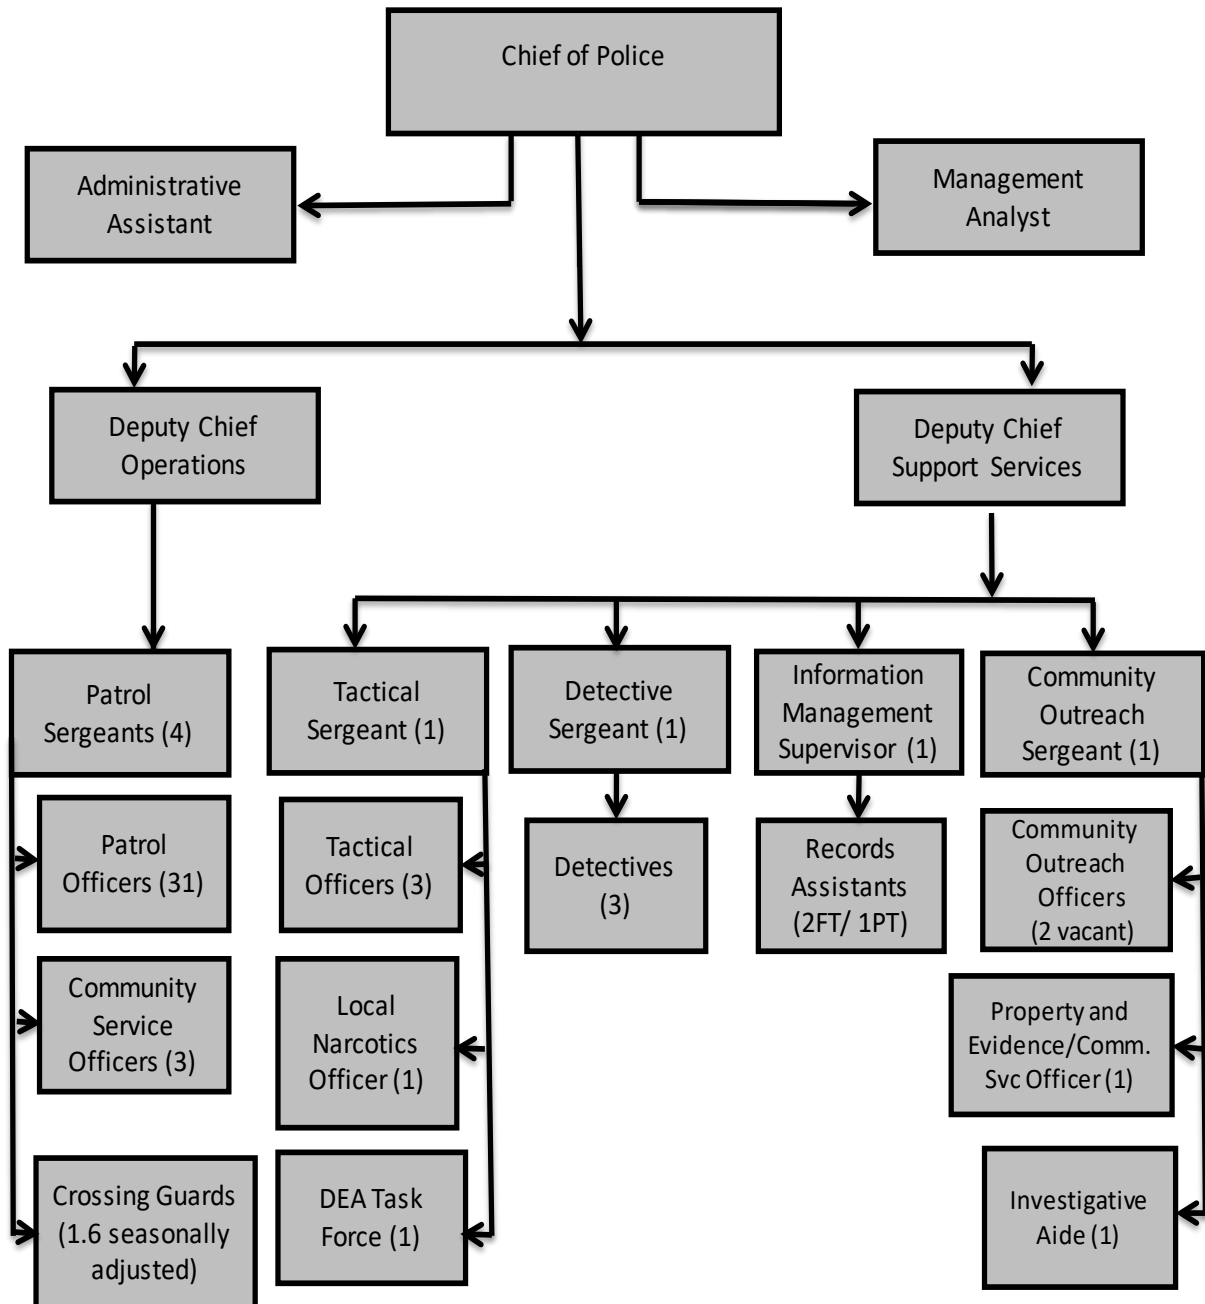 Chief of Police
Administrative
Assistant
Management
Analyst
Deputy Chief
Operations
Deputy Chief
Support Services
Patrol
Sergeants (4)
Tactical
Sergeant (1)
Detective
Sergeant (1)
Information
Management
Supervisor (1)
Community
Outreach
Sergeant (1)
Patrol
Officers (31)
Tactical
Officers (3)
Detectives
(3)
Records
Assistants
(2FT/ 1PT)
Community
Outreach
Officers
(2 vacant)
Community
Service
Officers (3)
Local
Narcotics
Officer (1)
Property and
Evidence/Comm.
Svc Officer (1)
Crossing Guards
(1.6 seasonally
adjusted)
DEA Task
Force (1)
Investigative
Aide (1)